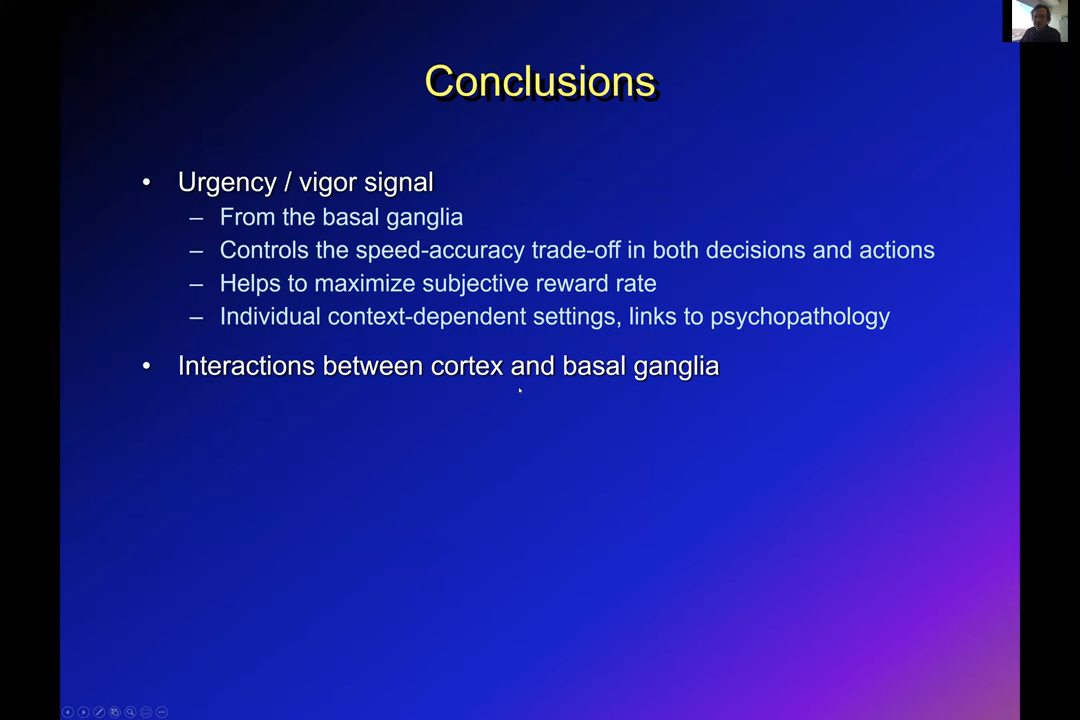 Conclusions
• Urgency / vigor signal
– From the basal ganglia
– Controls the speed-accuracy trade-off in both decisions and actions
– Helps to maximize subjective reward rate
– Individual context-dependent settings, links to psychopathology
• Interactions between cortex and basal ganglia